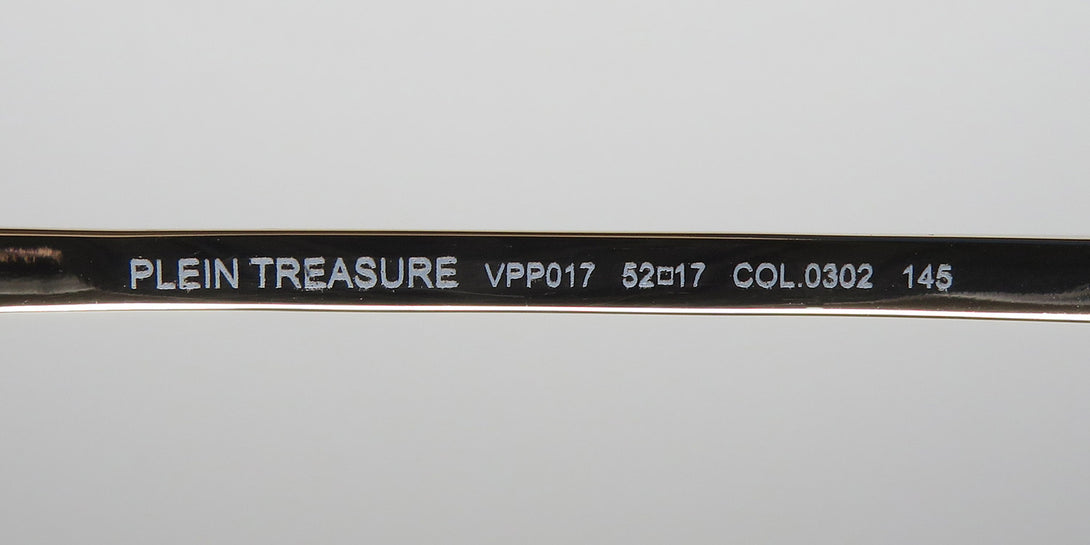 PLEIN TREASURE VPP017 52□17 COL.0302 145